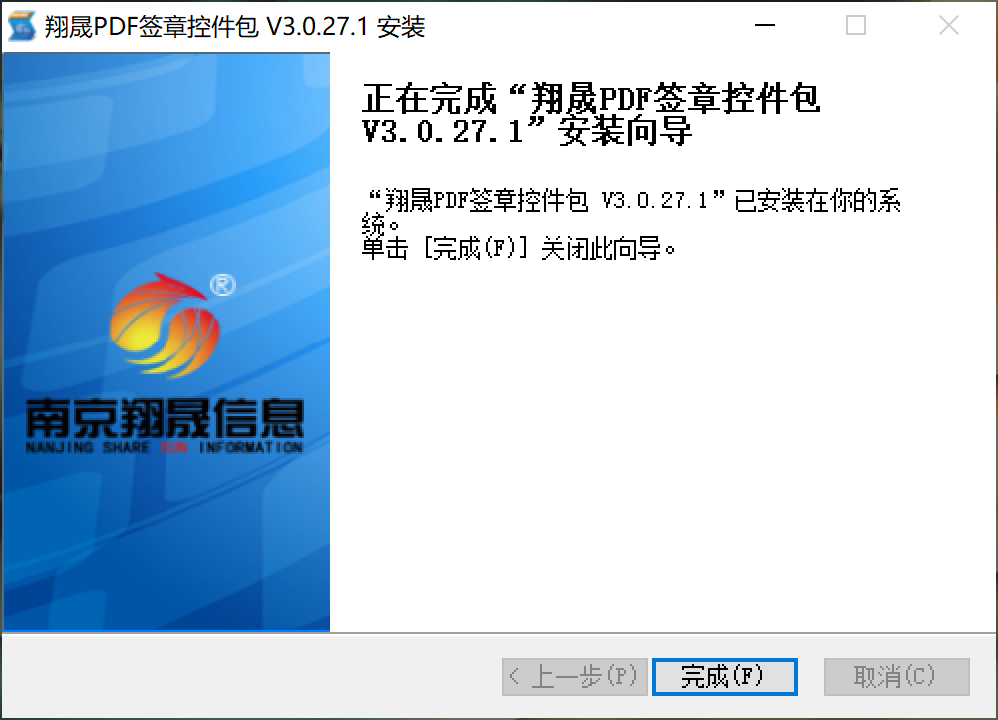 翔晟PDF签章控件包 V3.0.27.1 安装
正在完成“翔晟PDF签章控件包
V3.0.27.1”安装向导
“翔晟PDF签章控件包 V3.0.27.1”已安装在你的系
统。
单击 [完成(F)] 关闭此向导。
®
南京翔晟信息
NANJING SHARE SUN INFORMATION
< 上一步(P)
完成(F)
取消(C)